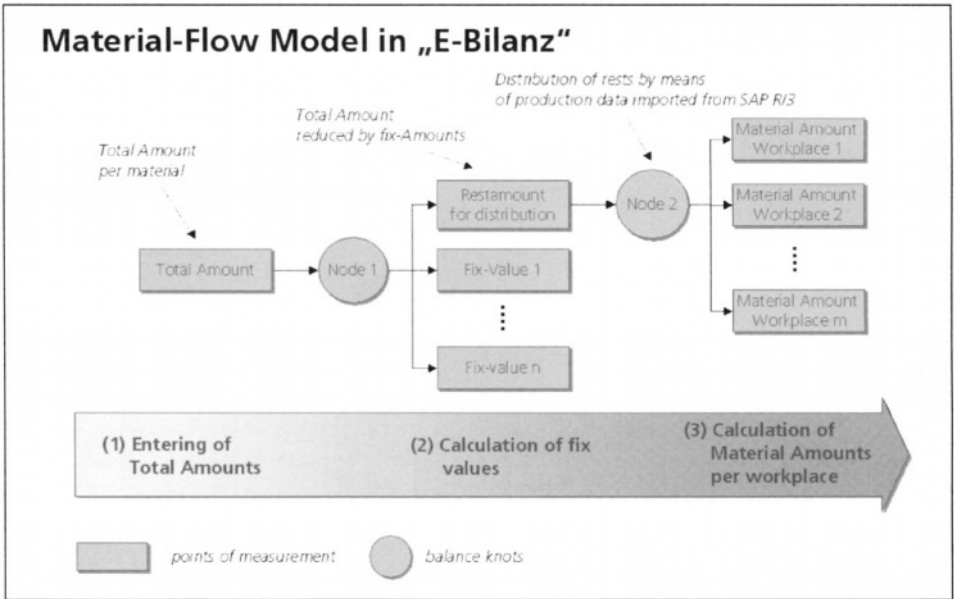 Material-Flow Model in „E-Bilanz“
Distribution of rests by means
of production data imported from SAP R/3
Total Amount
reduced by fix-Amounts
Total Amount
per material
Material Amount
Workplace 1
Restamount
for distribution
Node 2
Material Amount
Workplace 2
Total Amount
Node 1
Fix-Value 1
Material Amount
Workplace m
Fix-value n
(1) Entering of
Total Amounts
(2) Calculation of fix
values
(3) Calculation of
Material Amounts
per workplace
points of measurement
balance knots